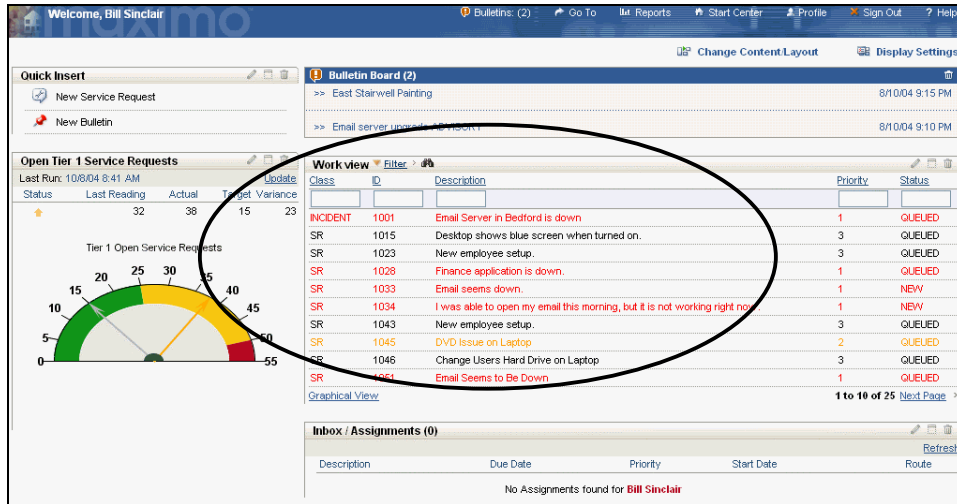 Welcome, Bill Sinclair
maximo
Bulletins: (2) Go To Reports Start Center Profile Sign Out ? Help
Change Content/Layout Display Settings
Quick Insert
New Service Request
New Bulletin
Bulletin Board (2)
>> East Stairwell Painting 8/10/04 9:15 PM
>> Email server upgrade ADVISORY 8/10/04 9:10 PM
Open Tier 1 Service Requests
Last Run: 10/8/04 8:41 AM Update
Status Last Reading Actual Target Variance
32 38 15 23
Tier 1 Open Service Requests
0 5 10 15 20 25 30 35 40 45 50 55
Work view Filter >
Class ID Description Priority Status
INCIDENT 1001 Email Server in Bedford is down 1 QUEUED
SR 1015 Desktop shows blue screen when turned on. 3 QUEUED
SR 1023 New employee setup. 3 QUEUED
SR 1028 Finance application is down. 1 QUEUED
SR 1033 Email seems down. 1 NEW
SR 1034 I was able to open my email this morning, but it is not working right now. 1 NEW
SR 1043 New employee setup. 3 QUEUED
SR 1045 DVD Issue on Laptop 2 QUEUED
SR 1046 Change Users Hard Drive on Laptop 3 QUEUED
SR 1051 Email Seems to Be Down 1 QUEUED
Graphical View 1 to 10 of 25 Next Page >
Inbox / Assignments (0)
Refresh
Description Due Date Priority Start Date Route
No Assignments found for Bill Sinclair